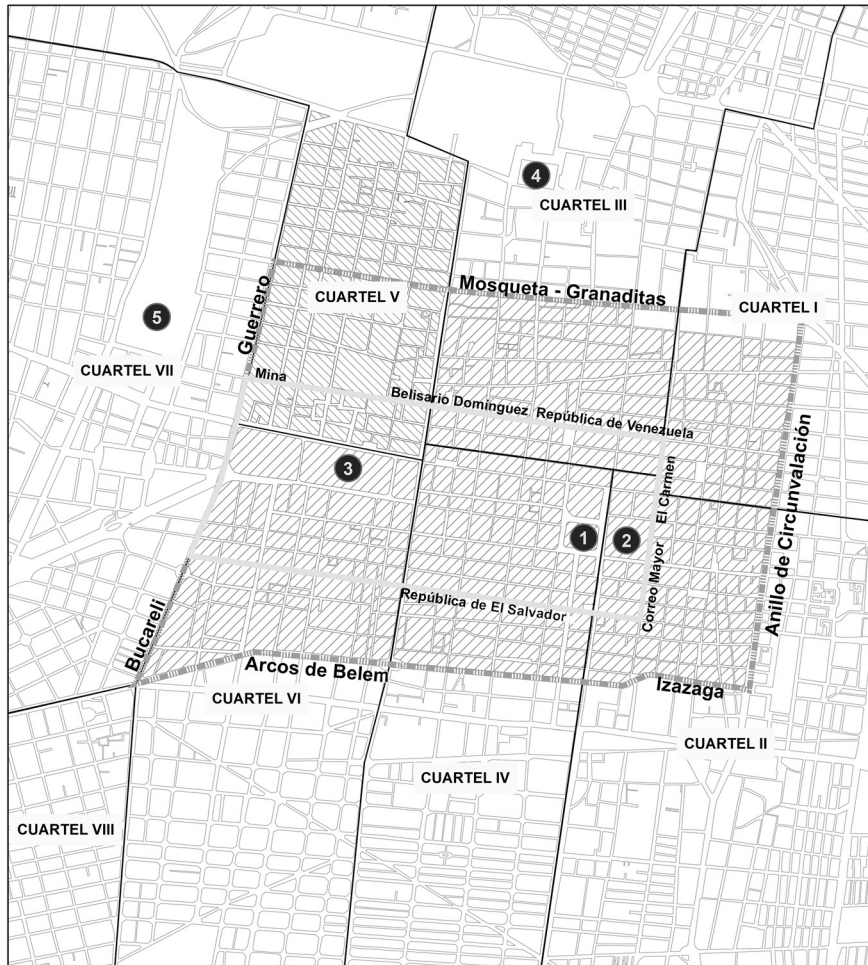 4
CUARTEL III
Mosqueta - Granaditas
CUARTEL V
CUARTEL I
Guerrero
5
CUARTEL VII
Mina
Belisario Domínguez
República de Venezuela
3
El Carmen
Anillo de Circunvalación
1
2
Correo Mayor
República de El Salvador
Bucareli
Arcos de Belem
Izazaga
CUARTEL VI
CUARTEL II
CUARTEL IV
CUARTEL VIII